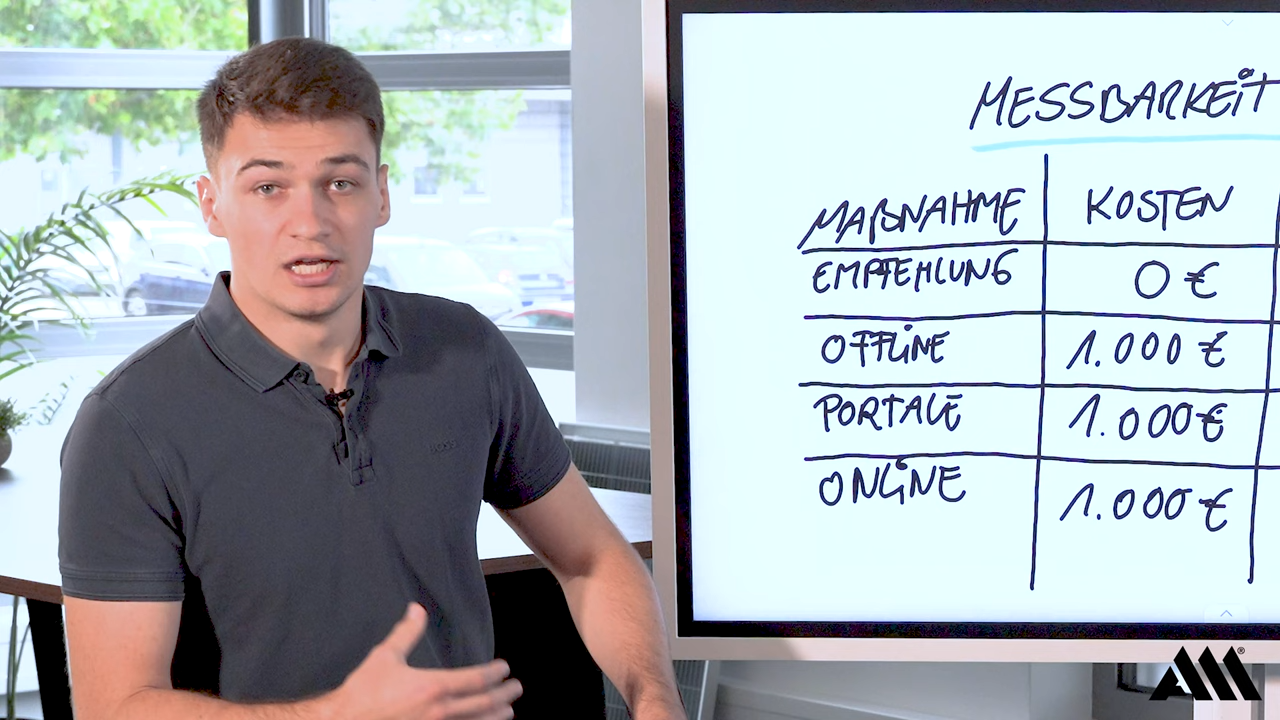 MESSBARKEIT
MAßNAHME KOSTEN
EMPFEHLUNG 0 €
OFFLINE 1.000 €
PORTALE 1.000 €
ONLINE 1.000 €